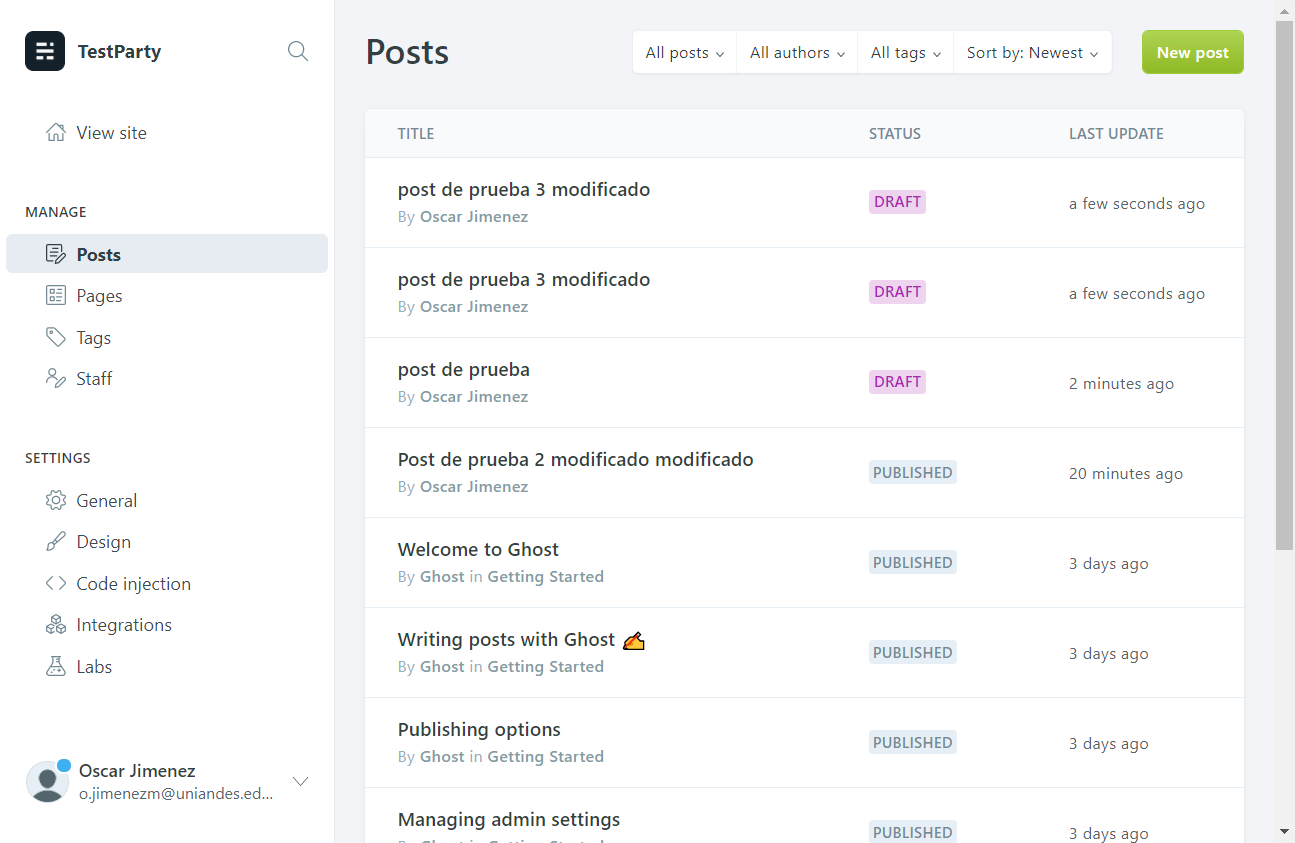 TestParty
View site
MANAGE
Posts
Pages
Tags
Staff
SETTINGS
General
Design
Code injection
Integrations
Labs
Oscar Jimenez
o.jimenezm@uniandes.ed...
Posts
All posts All authors All tags Sort by: Newest New post
TITLE STATUS LAST UPDATE
post de prueba 3 modificado DRAFT a few seconds ago
By Oscar Jimenez
post de prueba 3 modificado DRAFT a few seconds ago
By Oscar Jimenez
post de prueba DRAFT 2 minutes ago
By Oscar Jimenez
Post de prueba 2 modificado modificado PUBLISHED 20 minutes ago
By Oscar Jimenez
Welcome to Ghost PUBLISHED 3 days ago
By Ghost in Getting Started
Writing posts with Ghost ✍️ PUBLISHED 3 days ago
By Ghost in Getting Started
Publishing options PUBLISHED 3 days ago
By Ghost in Getting Started
Managing admin settings PUBLISHED 3 days ago